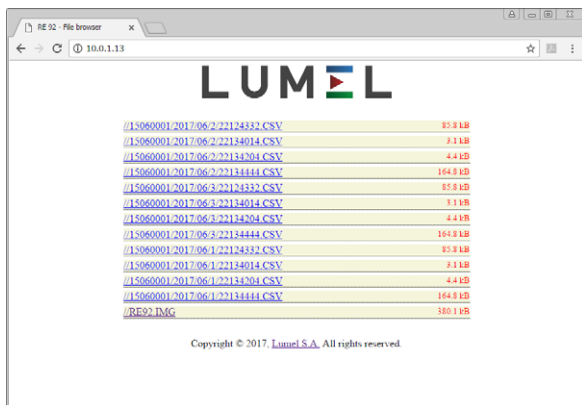 RE 92 - File browser
10.0.1.13
LUMEL
//15060001/2017/06/2/22124332.CSV 85.8 kB
//15060001/2017/06/2/22134014.CSV 3.1 kB
//15060001/2017/06/2/22134204.CSV 4.4 kB
//15060001/2017/06/2/22134444.CSV 164.8 kB
//15060001/2017/06/3/22124332.CSV 85.8 kB
//15060001/2017/06/3/22134014.CSV 3.1 kB
//15060001/2017/06/3/22134204.CSV 4.4 kB
//15060001/2017/06/3/22134444.CSV 164.8 kB
//15060001/2017/06/1/22124332.CSV 85.8 kB
//15060001/2017/06/1/22134014.CSV 3.1 kB
//15060001/2017/06/1/22134204.CSV 4.4 kB
//15060001/2017/06/1/22134444.CSV 164.8 kB
//RE92.IMG 380.1 kB
Copyright © 2017, Lumel S.A. All rights reserved.